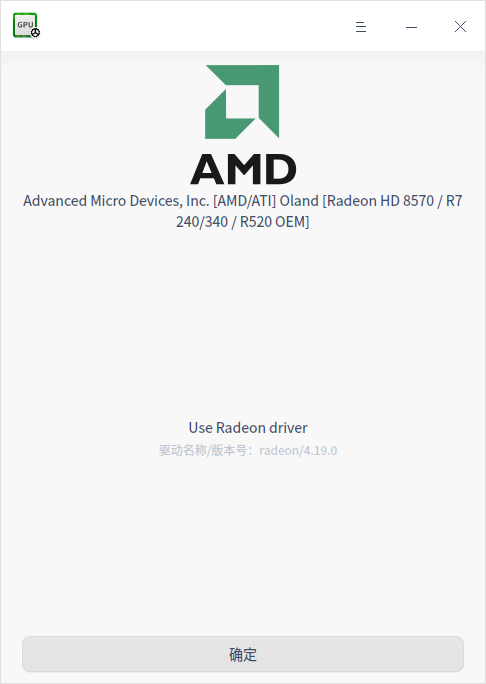 GPU
AMD
Advanced Micro Devices, Inc. [AMD/ATI] Oland [Radeon HD 8570 / R7
240/340 / R520 OEM]
Use Radeon driver
驱动名称/版本号：radeon/4.19.0
确定